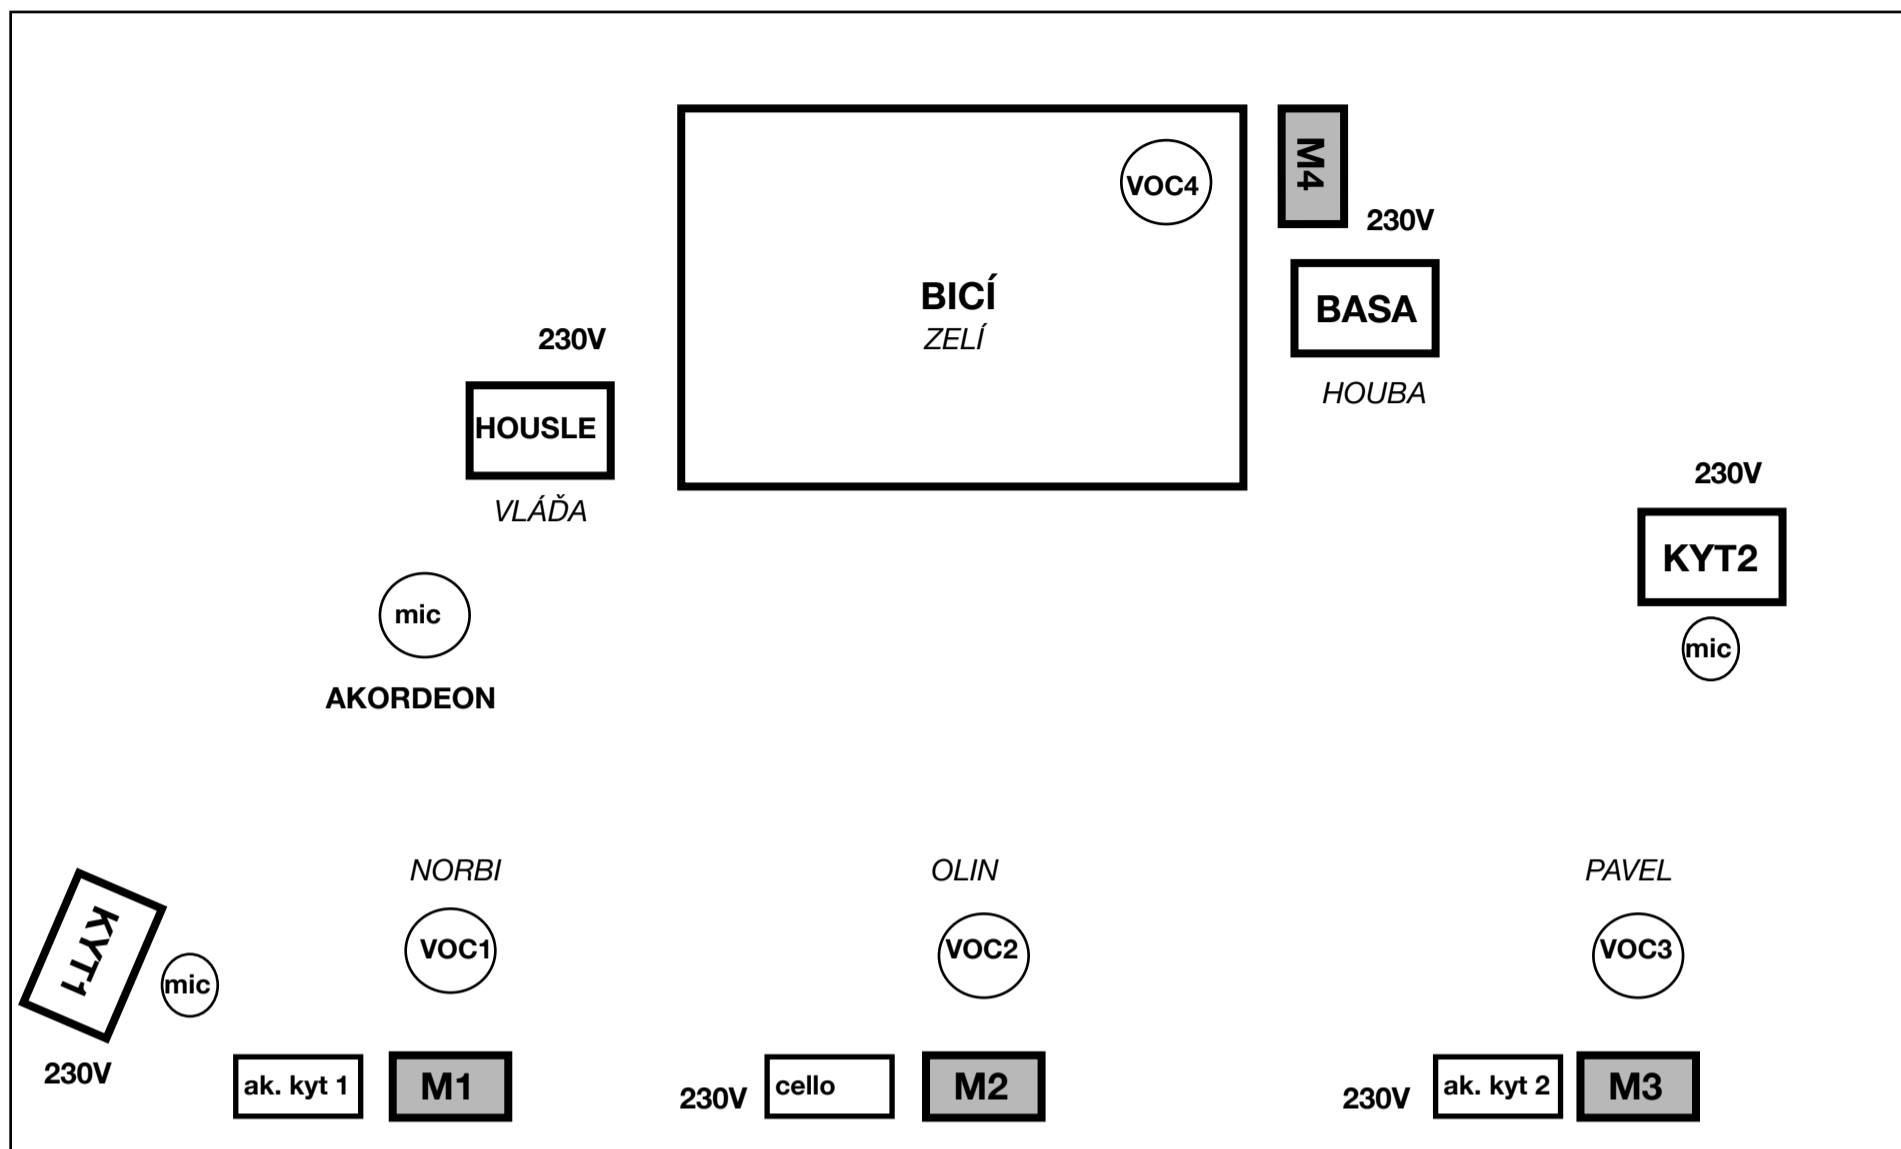 VOC4
M4
230V
BICÍ
ZELÍ
BASA
HOUBA
230V
HOUSLE
VLÁĎA
230V
KYT2
mic
mic
AKORDEON
NORBI
OLIN
PAVEL
KYT1
mic
VOC1
VOC2
VOC3
230V
ak. kyt 1
M1
230V
cello
M2
230V
ak. kyt 2
M3